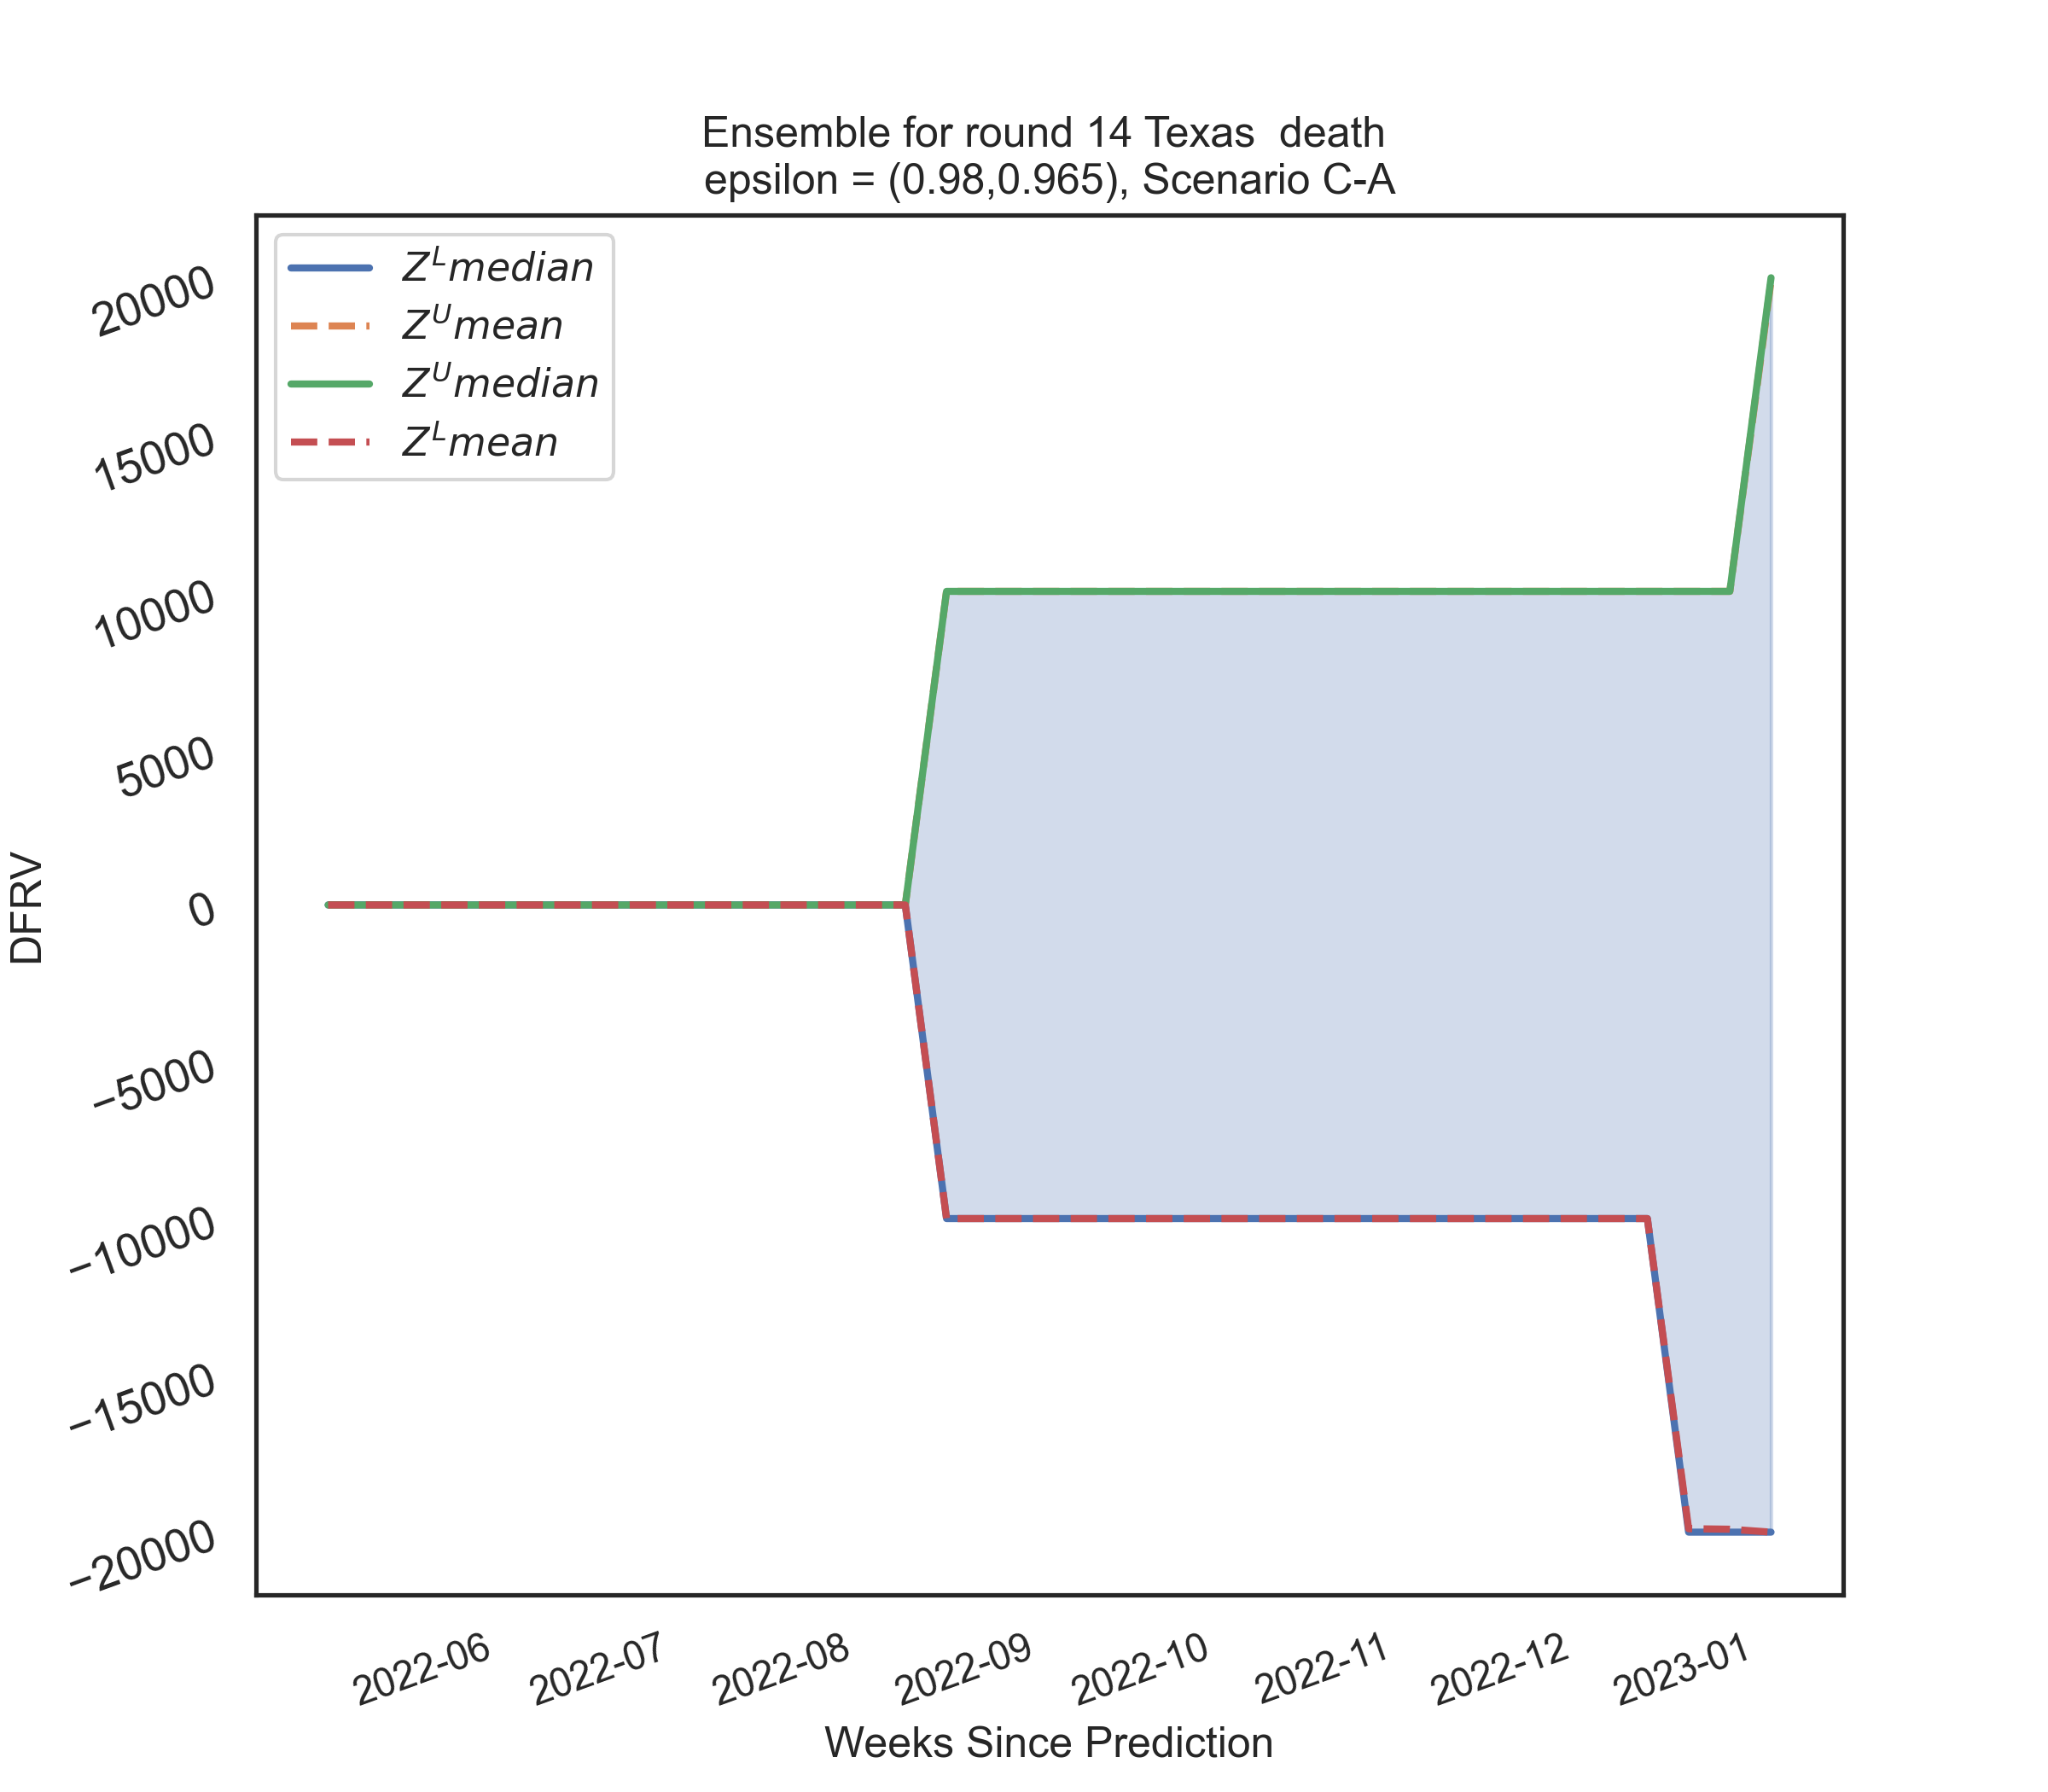 Ensemble for round 14 Texas  death
epsilon = (0.98,0.965), Scenario C-A
Z^L median
Z^U mean
Z^U median
Z^L mean
20000
15000
10000
5000
0
−5000
−10000
−15000
−20000
DFRV
2022-06
2022-07
2022-08
2022-09
2022-10
2022-11
2022-12
2023-01
Weeks Since Prediction